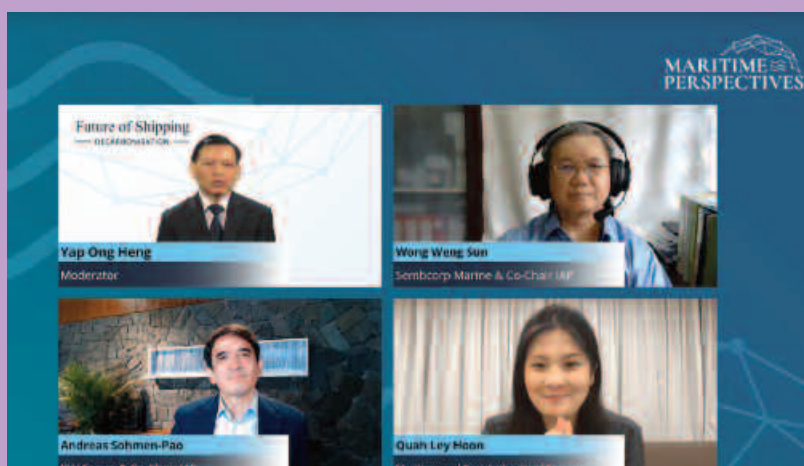 MARITIME
PERSPECTIVES
Future of Shipping
DECARBONISATION
Yap Ong Heng
Moderator
Wong Weng Sun
Sembcorp Marine & Co-Chair IAP
Andreas Sohmen-Pao
Quah Ley Hoon